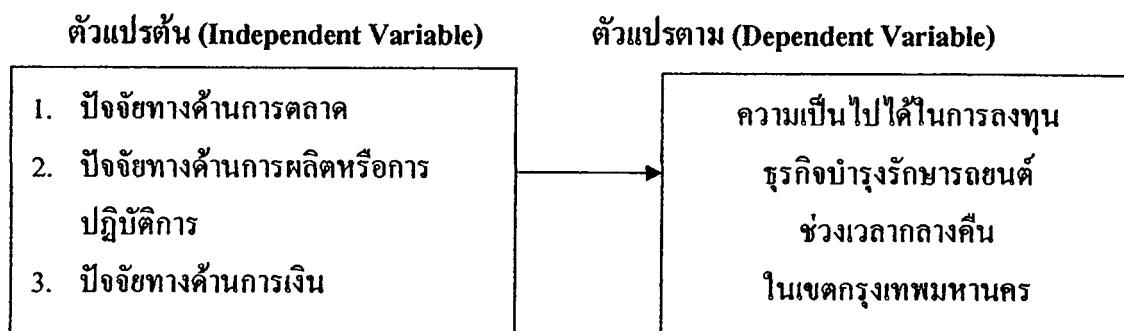 ตัวแปรต้น (Independent Variable)
ตัวแปรตาม (Dependent Variable)
1. ปัจจัยทางด้านการตลาด
2. ปัจจัยทางด้านการผลิตหรือการ
ปฏิบัติการ
3. ปัจจัยทางด้านการเงิน
ความเป็นไปได้ในการลงทุน
ธุรกิจบำรุงรักษารถยนต์
ช่วงเวลากลางคืน
ในเขตกรุงเทพมหานคร